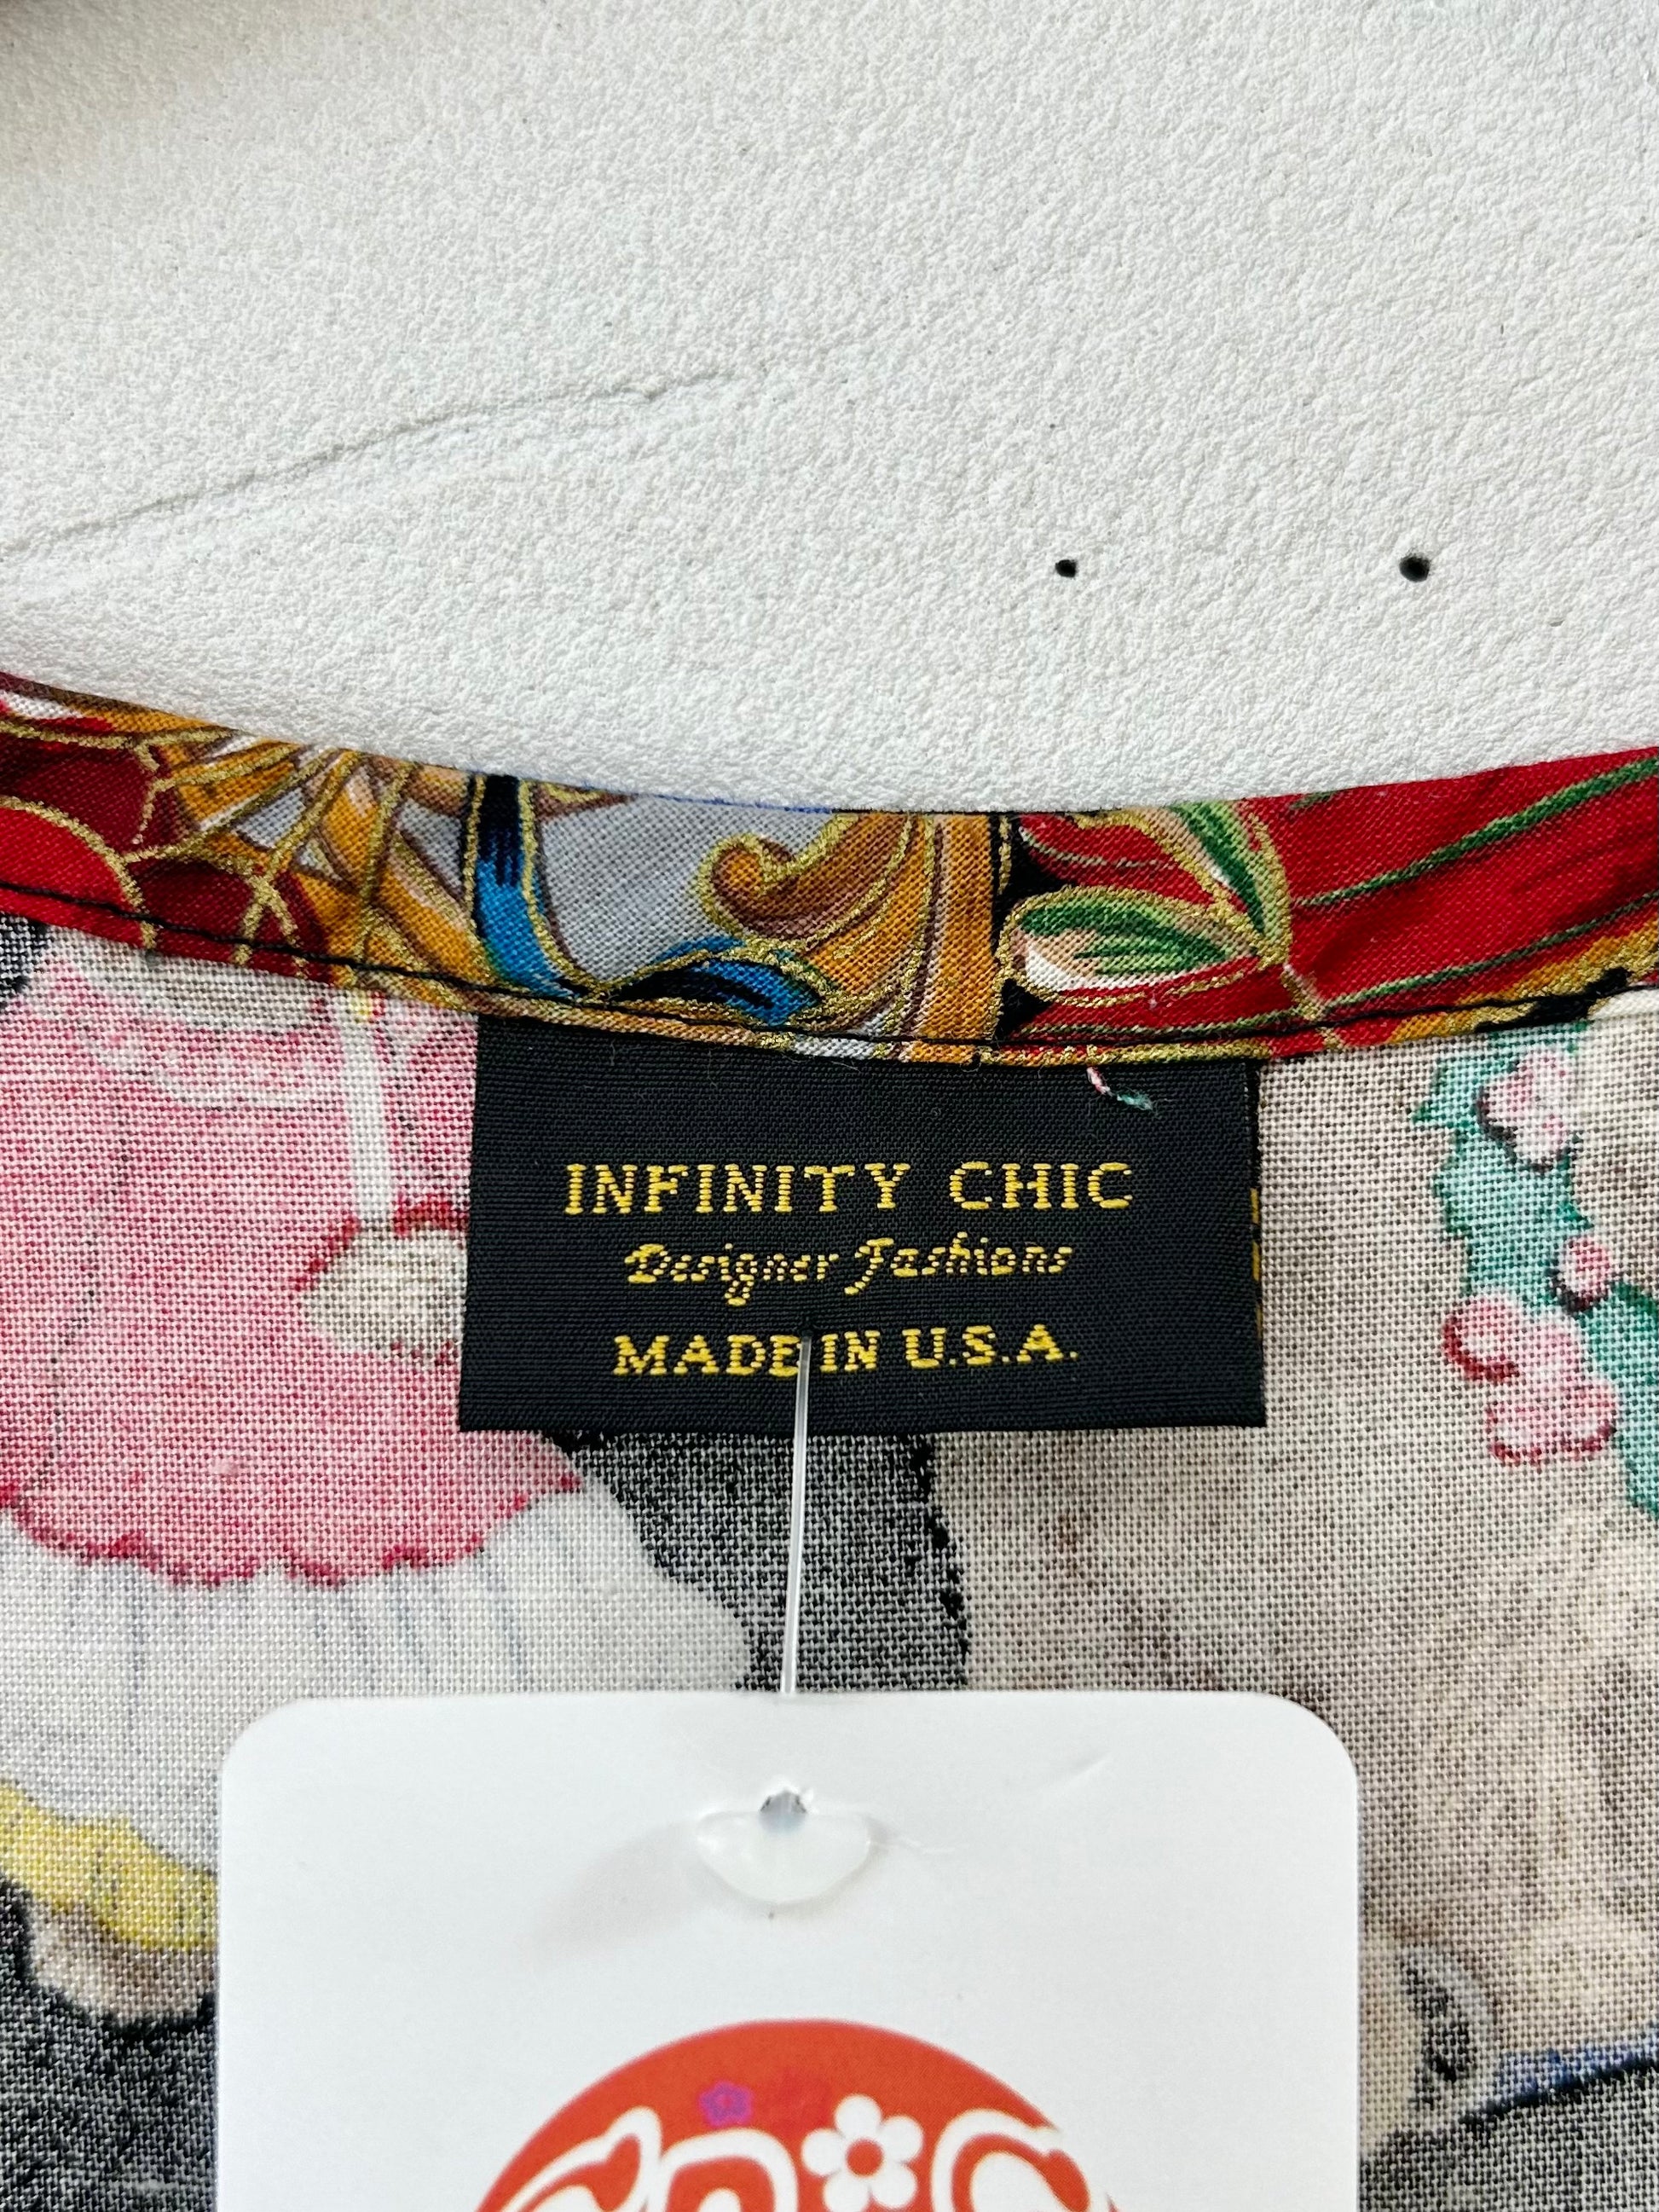 INFINITY CHIC
Designer Fashions
MADE IN U.S.A.